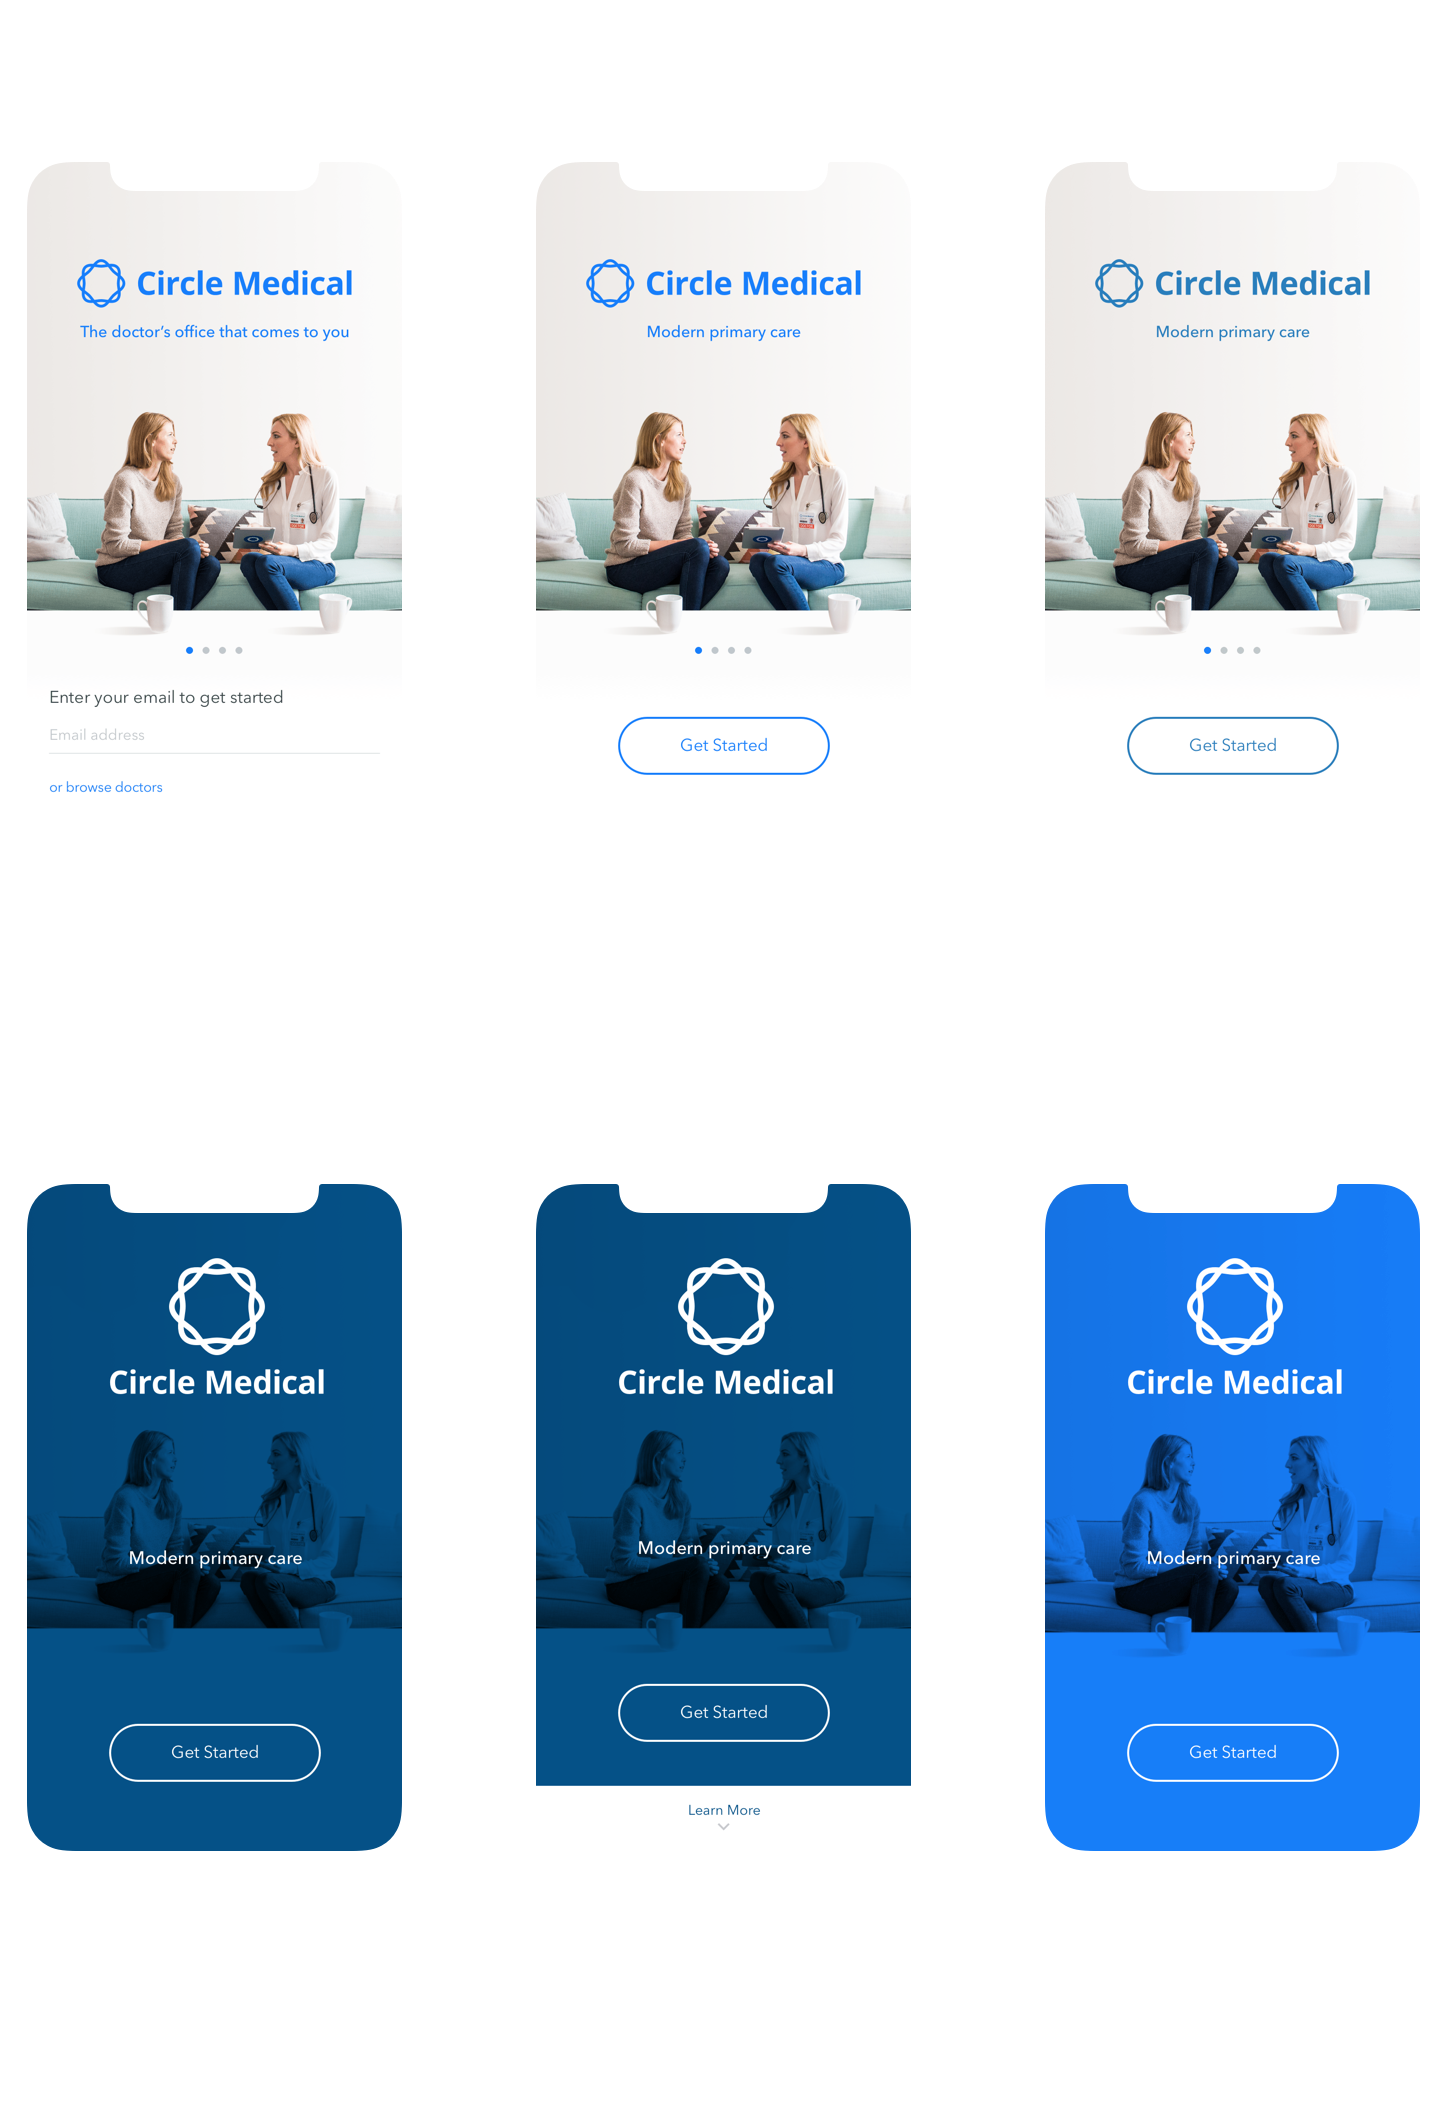 Circle Medical
The doctor’s office that comes to you
Enter your email to get started
Email address
or browse doctors
Circle Medical
Modern primary care
Get Started
Circle Medical
Modern primary care
Get Started
Circle Medical
Modern primary care
Get Started
Circle Medical
Modern primary care
Get Started
Learn More
Circle Medical
Modern primary care
Get Started